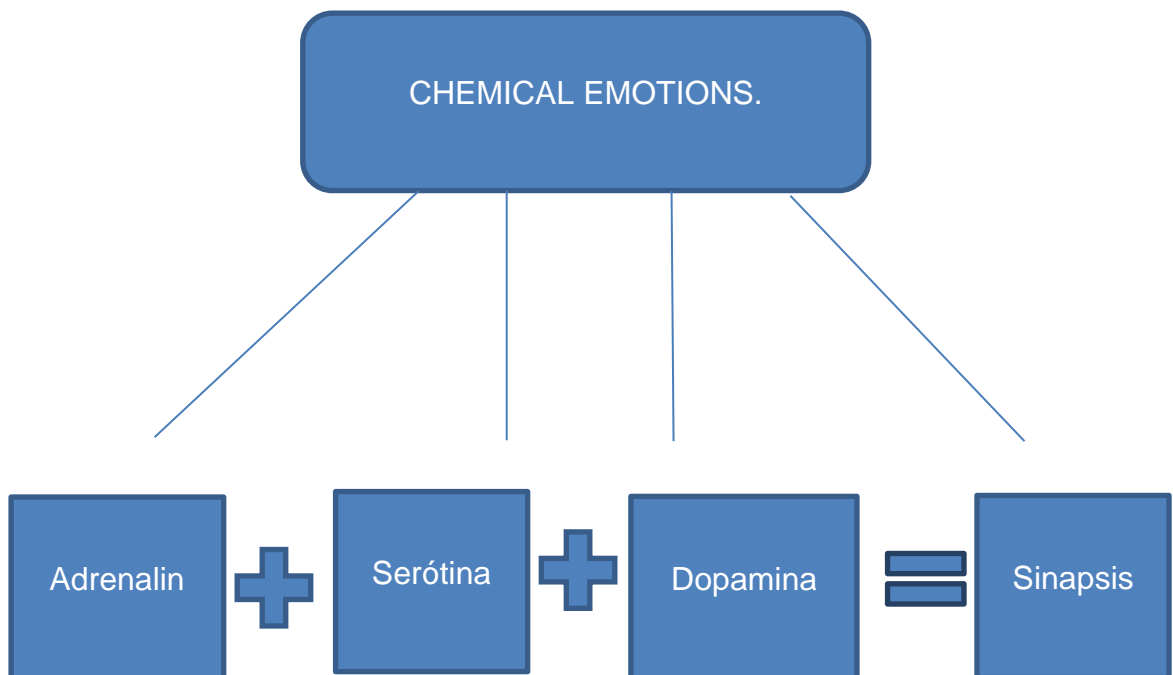 CHEMICAL EMOTIONS.
Adrenalin
Serótina
Dopamina
Sinapsis